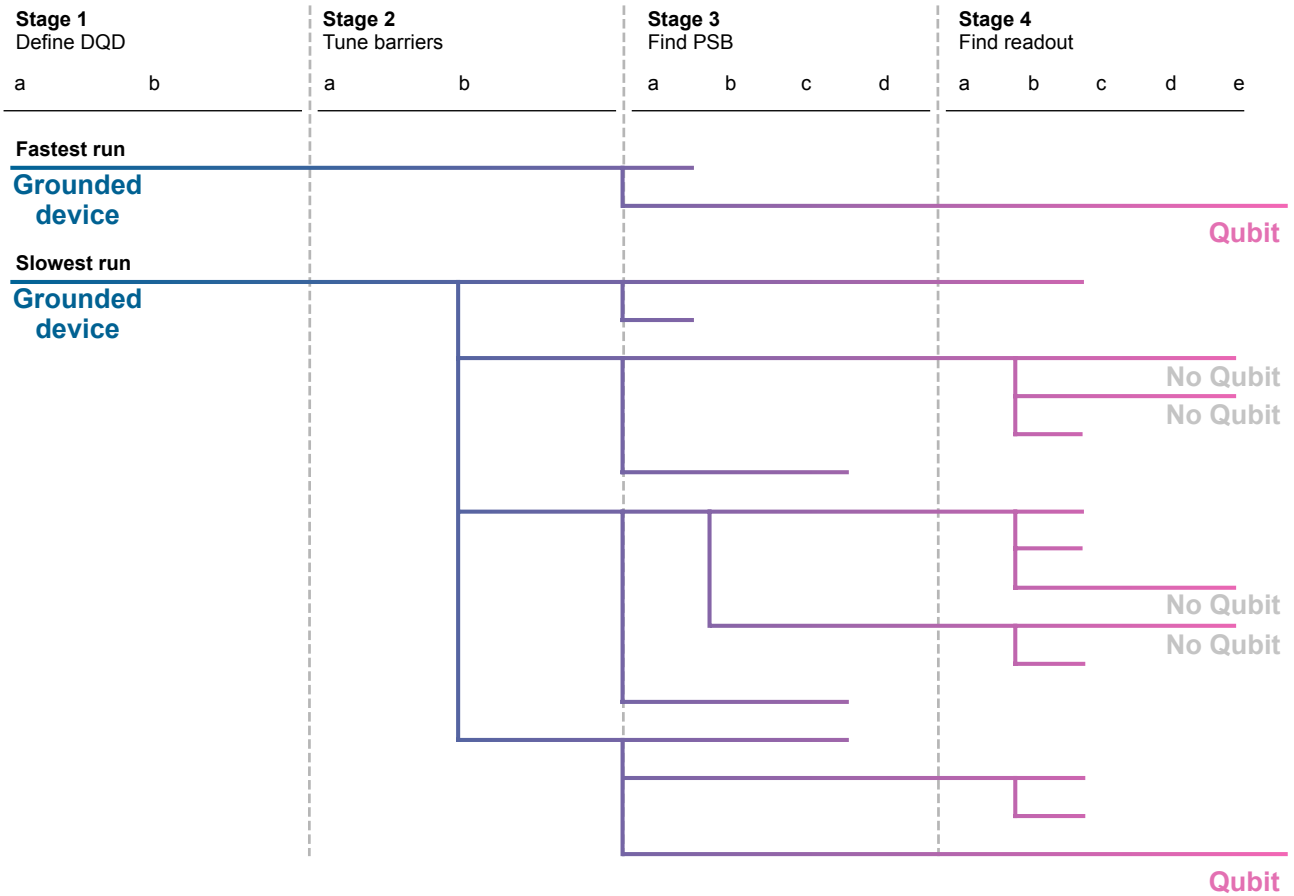 Stage 1
Define DQD
Stage 2
Tune barriers
Stage 3
Find PSB
Stage 4
Find readout
a b a b a b c d a b c d e
Fastest run
Grounded
device
Qubit
Slowest run
Grounded
device
No Qubit
No Qubit
No Qubit
No Qubit
Qubit